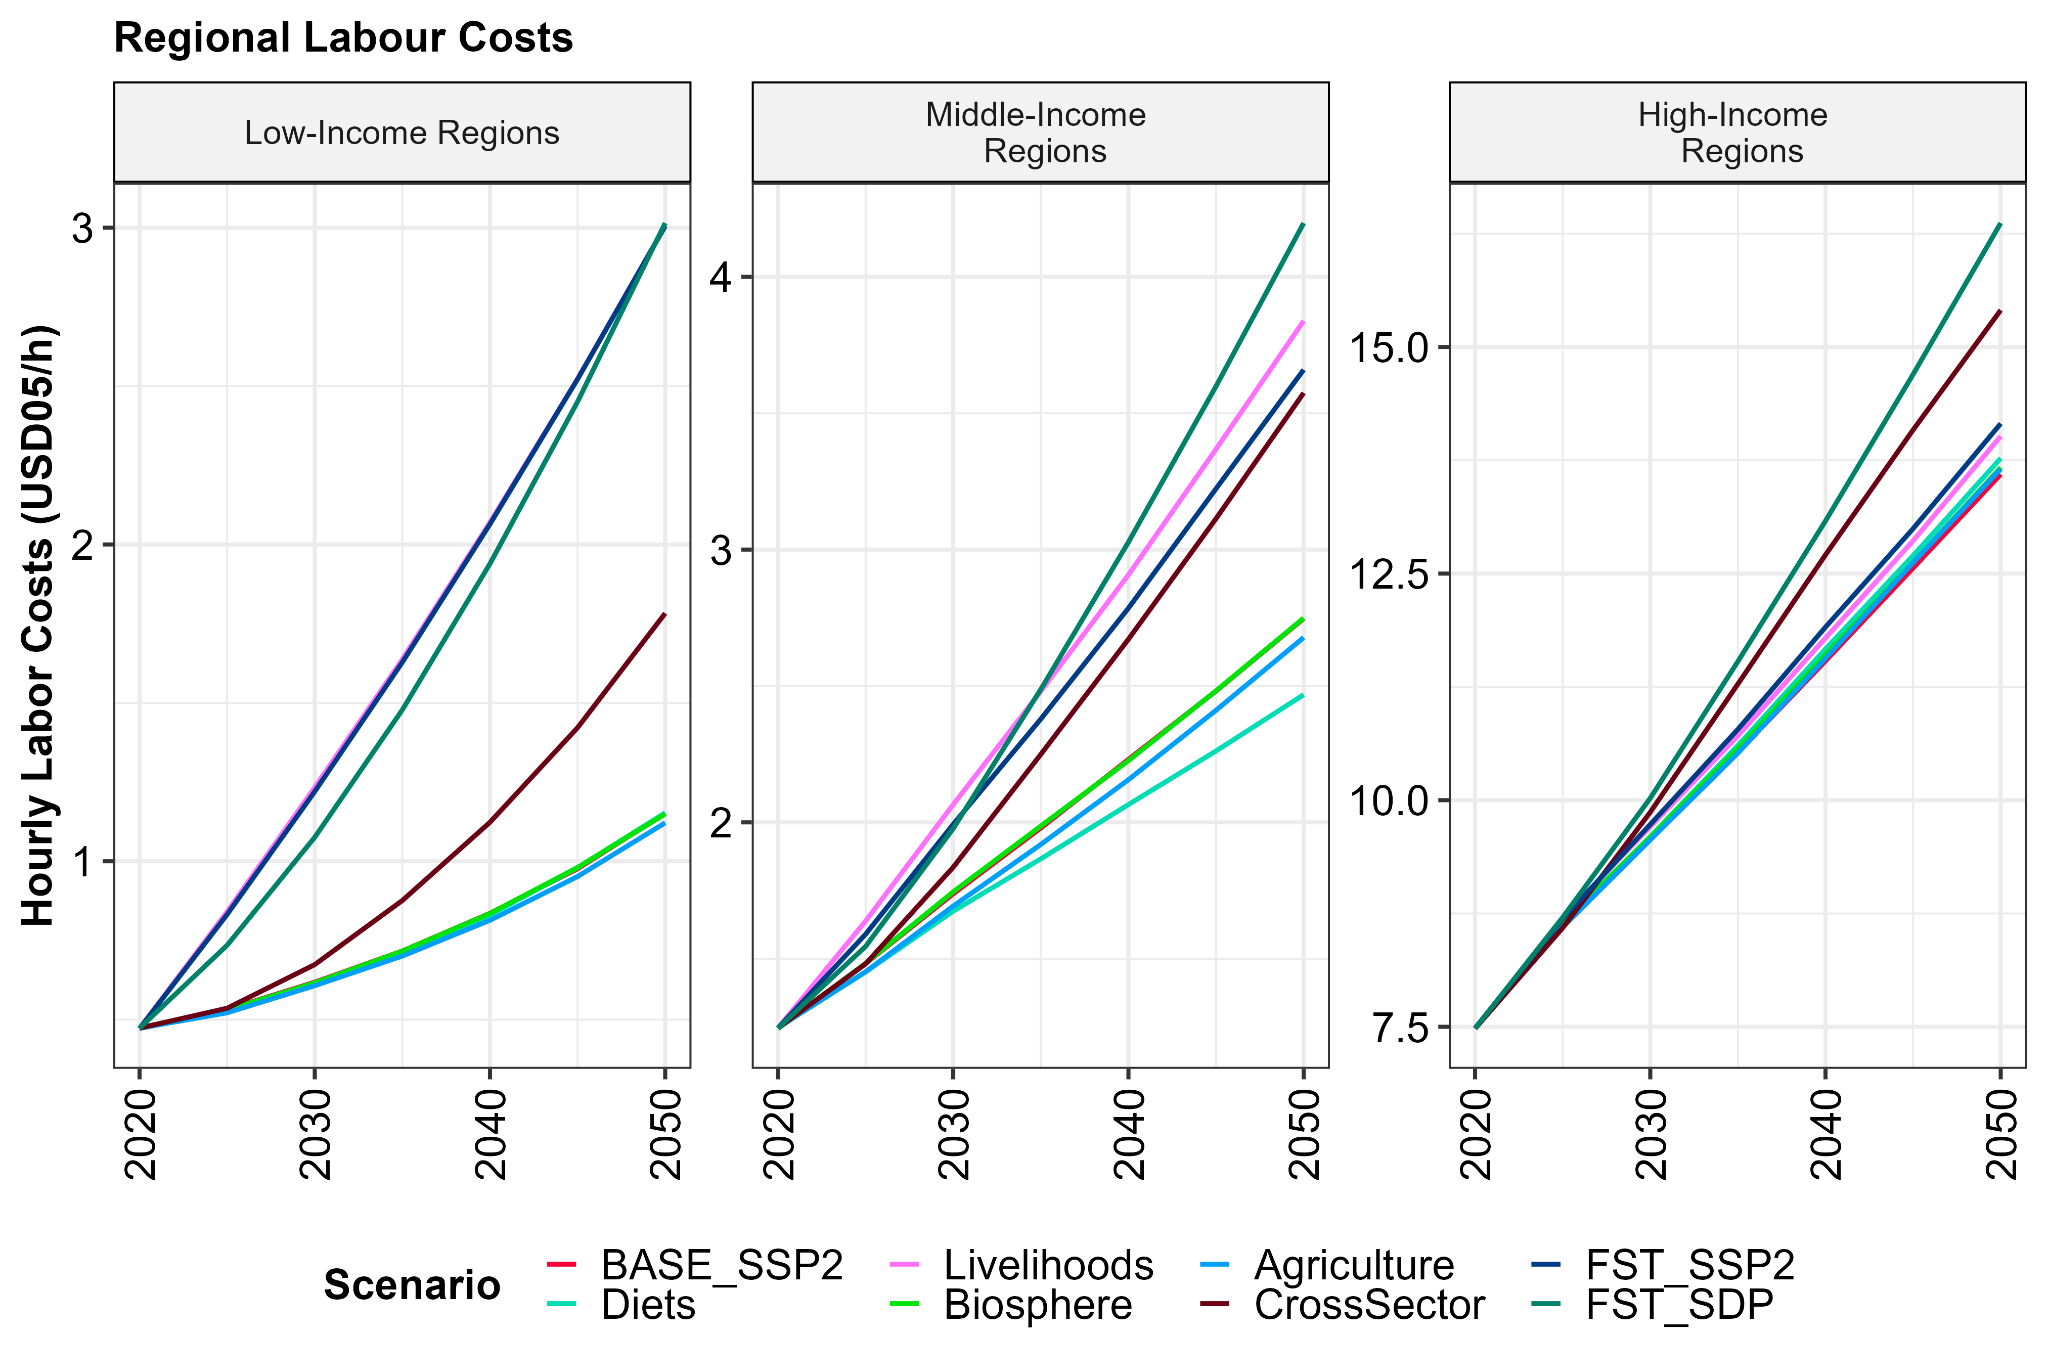 Regional Labour Costs
Low-Income Regions
Middle-Income
Regions
High-Income
Regions
Hourly Labor Costs (USD05/h)
3
2
1
4
3
2
15.0
12.5
10.0
7.5
2020
2030
2040
2050
2020
2030
2040
2050
2020
2030
2040
2050
Scenario
BASE_SSP2
Livelihoods
Agriculture
FST_SSP2
Diets
Biosphere
CrossSector
FST_SDP